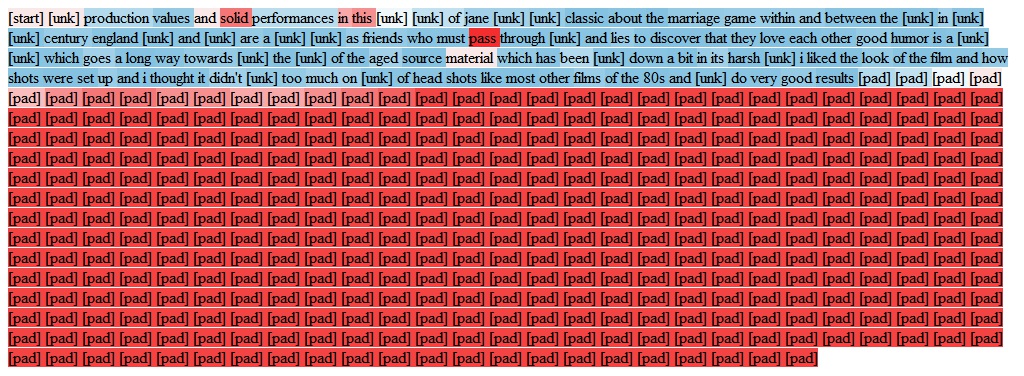 [start] [unk] production values and solid performances in this [unk] [unk] of jane [unk] [unk] classic about the marriage game within and between the [unk] in [unk]
[unk] century england [unk] and [unk] are a [unk] [unk] as friends who must pass through [unk] and lies to discover that they love each other good humor is a [unk]
[unk] which goes a long way towards [unk] the [unk] of the aged source material which has been [unk] down a bit in its harsh [unk] i liked the look of the film and how
shots were set up and i thought it didn't [unk] too much on [unk] of head shots like most other films of the 80s and [unk] do very good results [pad] [pad] [pad] [pad]
[pad] [pad] [pad] [pad] [pad] [pad] [pad] [pad] [pad] [pad] [pad] [pad] [pad] [pad] [pad] [pad] [pad] [pad] [pad] [pad] [pad] [pad] [pad] [pad] [pad] [pad] [pad]
[pad] [pad] [pad] [pad] [pad] [pad] [pad] [pad] [pad] [pad] [pad] [pad] [pad] [pad] [pad] [pad] [pad] [pad] [pad] [pad] [pad] [pad] [pad] [pad] [pad] [pad] [pad]
[pad] [pad] [pad] [pad] [pad] [pad] [pad] [pad] [pad] [pad] [pad] [pad] [pad] [pad] [pad] [pad] [pad] [pad] [pad] [pad] [pad] [pad] [pad] [pad] [pad] [pad] [pad]
[pad] [pad] [pad] [pad] [pad] [pad] [pad] [pad] [pad] [pad] [pad] [pad] [pad] [pad] [pad] [pad] [pad] [pad] [pad] [pad] [pad] [pad] [pad] [pad] [pad] [pad] [pad]
[pad] [pad] [pad] [pad] [pad] [pad] [pad] [pad] [pad] [pad] [pad] [pad] [pad] [pad] [pad] [pad] [pad] [pad] [pad] [pad] [pad] [pad] [pad] [pad] [pad] [pad] [pad]
[pad] [pad] [pad] [pad] [pad] [pad] [pad] [pad] [pad] [pad] [pad] [pad] [pad] [pad] [pad] [pad] [pad] [pad] [pad] [pad] [pad] [pad] [pad] [pad] [pad] [pad] [pad]
[pad] [pad] [pad] [pad] [pad] [pad] [pad] [pad] [pad] [pad] [pad] [pad] [pad] [pad] [pad] [pad] [pad] [pad] [pad] [pad] [pad] [pad] [pad] [pad] [pad] [pad] [pad]
[pad] [pad] [pad] [pad] [pad] [pad] [pad] [pad] [pad] [pad] [pad] [pad] [pad] [pad] [pad] [pad] [pad] [pad] [pad] [pad] [pad] [pad] [pad] [pad] [pad] [pad] [pad]
[pad] [pad] [pad] [pad] [pad] [pad] [pad] [pad] [pad] [pad] [pad] [pad] [pad] [pad] [pad] [pad] [pad] [pad] [pad] [pad] [pad] [pad] [pad] [pad] [pad] [pad] [pad]
[pad] [pad] [pad] [pad] [pad] [pad] [pad] [pad] [pad] [pad] [pad] [pad] [pad] [pad] [pad] [pad] [pad] [pad] [pad] [pad] [pad] [pad] [pad] [pad] [pad] [pad] [pad]
[pad] [pad] [pad] [pad] [pad] [pad] [pad] [pad] [pad] [pad] [pad] [pad] [pad] [pad] [pad] [pad] [pad] [pad] [pad] [pad] [pad] [pad] [pad] [pad] [pad] [pad] [pad]
[pad] [pad] [pad] [pad] [pad] [pad] [pad] [pad] [pad] [pad] [pad] [pad] [pad] [pad] [pad] [pad] [pad] [pad] [pad] [pad] [pad] [pad] [pad] [pad] [pad] [pad] [pad]
[pad] [pad] [pad] [pad] [pad] [pad] [pad] [pad] [pad] [pad] [pad] [pad] [pad] [pad] [pad] [pad] [pad] [pad] [pad] [pad] [pad] [pad] [pad] [pad] [pad] [pad] [pad]
[pad] [pad] [pad] [pad] [pad] [pad] [pad] [pad] [pad] [pad] [pad] [pad] [pad] [pad] [pad] [pad] [pad] [pad] [pad] [pad] [pad] [pad]